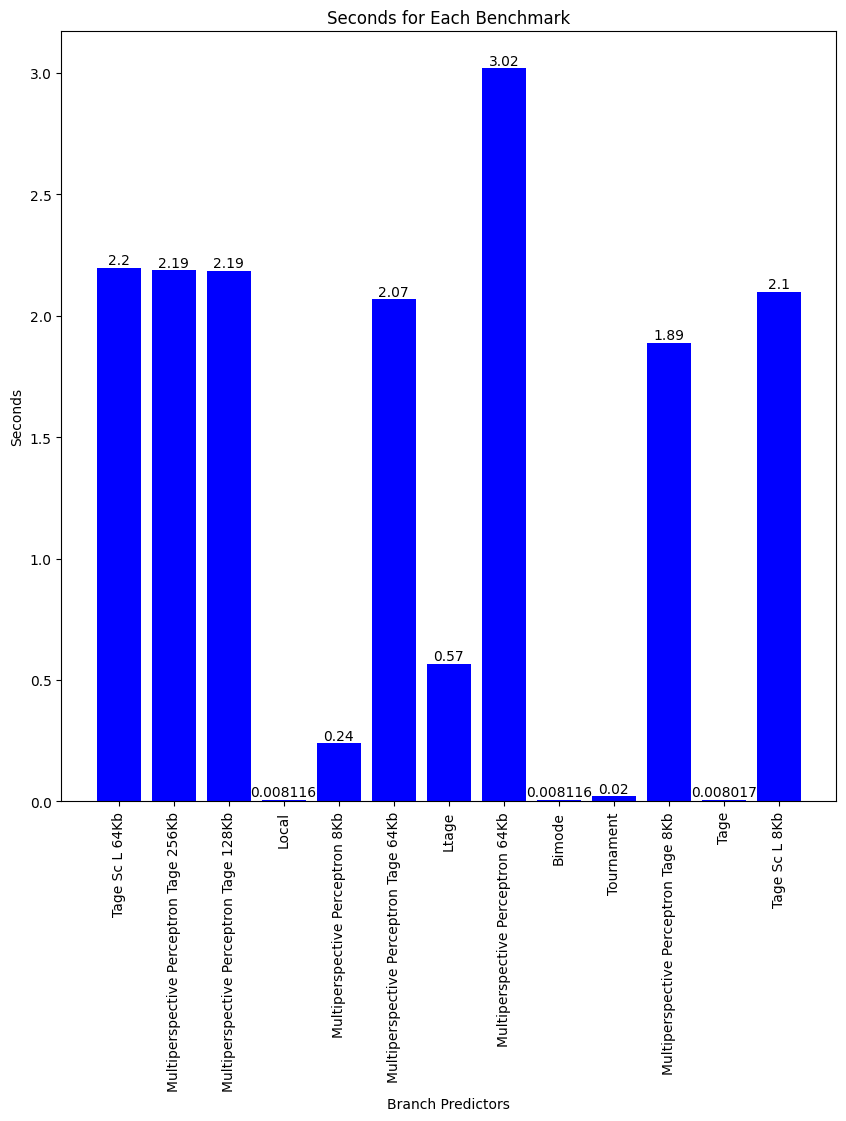 Seconds for Each Benchmark
3.02
3.0
2.5
2.2
2.19
2.19
2.07
2.1
2.0
1.89
Seconds
1.5
1.0
0.57
0.5
0.24
0.008116
0.008116
0.02
0.008017
0.0
Tage Sc L 64Kb
Multiperspective Perceptron Tage 256Kb
Multiperspective Perceptron Tage 128Kb
Local
Multiperspective Perceptron 8Kb
Multiperspective Perceptron Tage 64Kb
Ltage
Multiperspective Perceptron 64Kb
Bimode
Tournament
Multiperspective Perceptron Tage 8Kb
Tage
Tage Sc L 8Kb
Branch Predictors